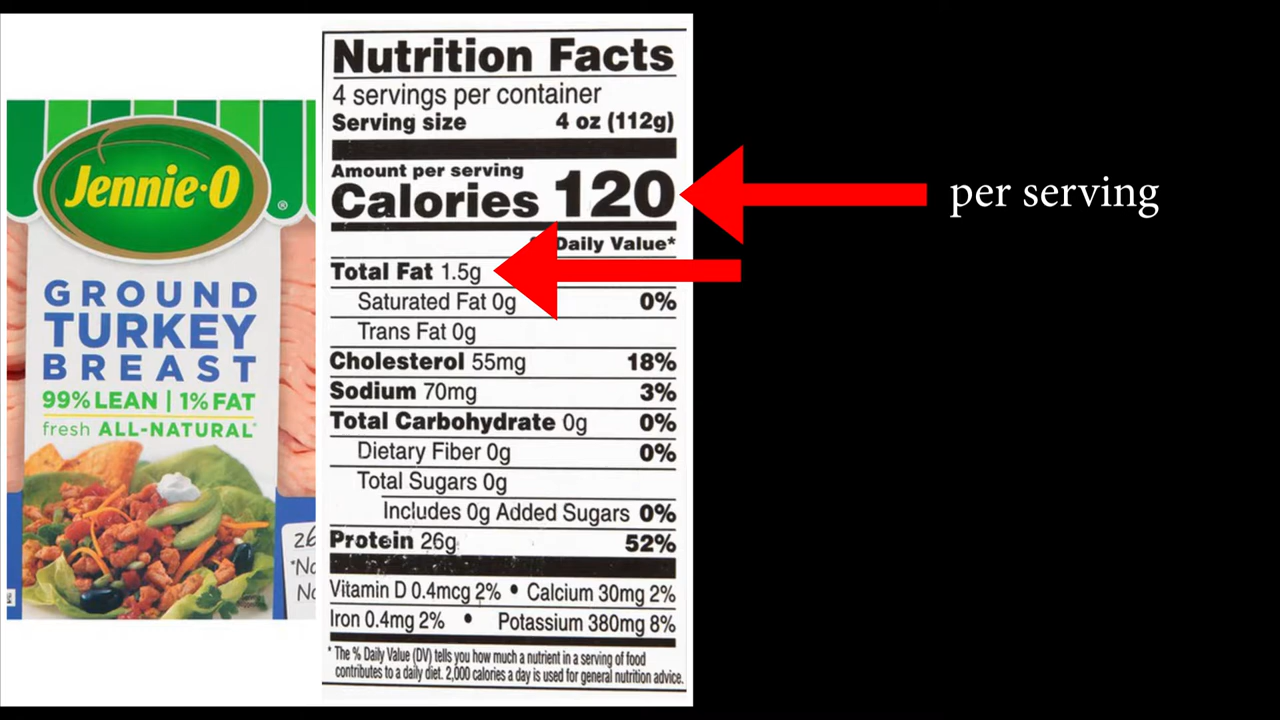 Jennie-O
®
GROUND
TURKEY
BREAST
99% LEAN | 1% FAT
fresh ALL-NATURAL*
26
*No
No
Nutrition Facts
4 servings per container
Serving size 4 oz (112g)
Amount per serving
Calories 120
per serving
Daily Value*
Total Fat 1.5g
Saturated Fat 0g 0%
Trans Fat 0g
Cholesterol 55mg 18%
Sodium 70mg 3%
Total Carbohydrate 0g 0%
Dietary Fiber 0g 0%
Total Sugars 0g
Includes 0g Added Sugars 0%
Protein 26g 52%
Vitamin D 0.4mcg 2% • Calcium 30mg 2%
Iron 0.4mg 2% • Potassium 380mg 8%
* The % Daily Value (DV) tells you how much a nutrient in a serving of food
contributes to a daily diet. 2,000 calories a day is used for general nutrition advice.